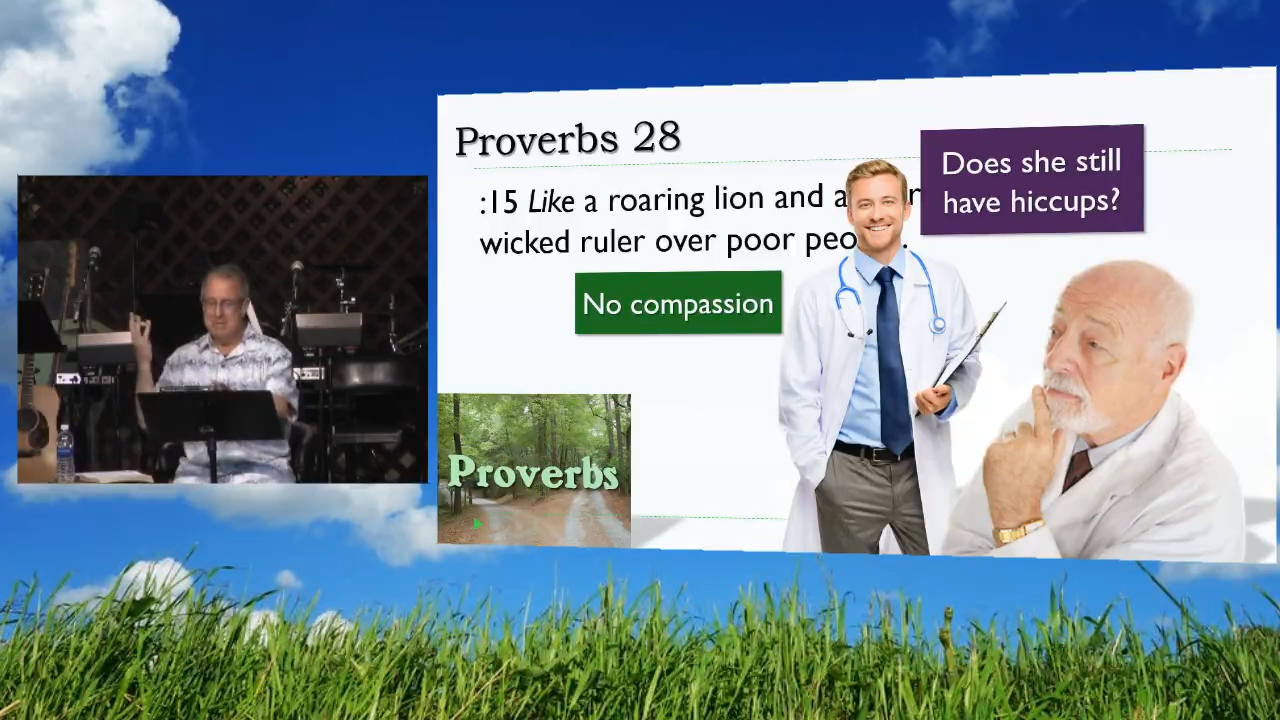 Proverbs 28
Does she still
have hiccups?
:15 Like a roaring lion and a
wicked ruler over poor
No compassion
Proverbs